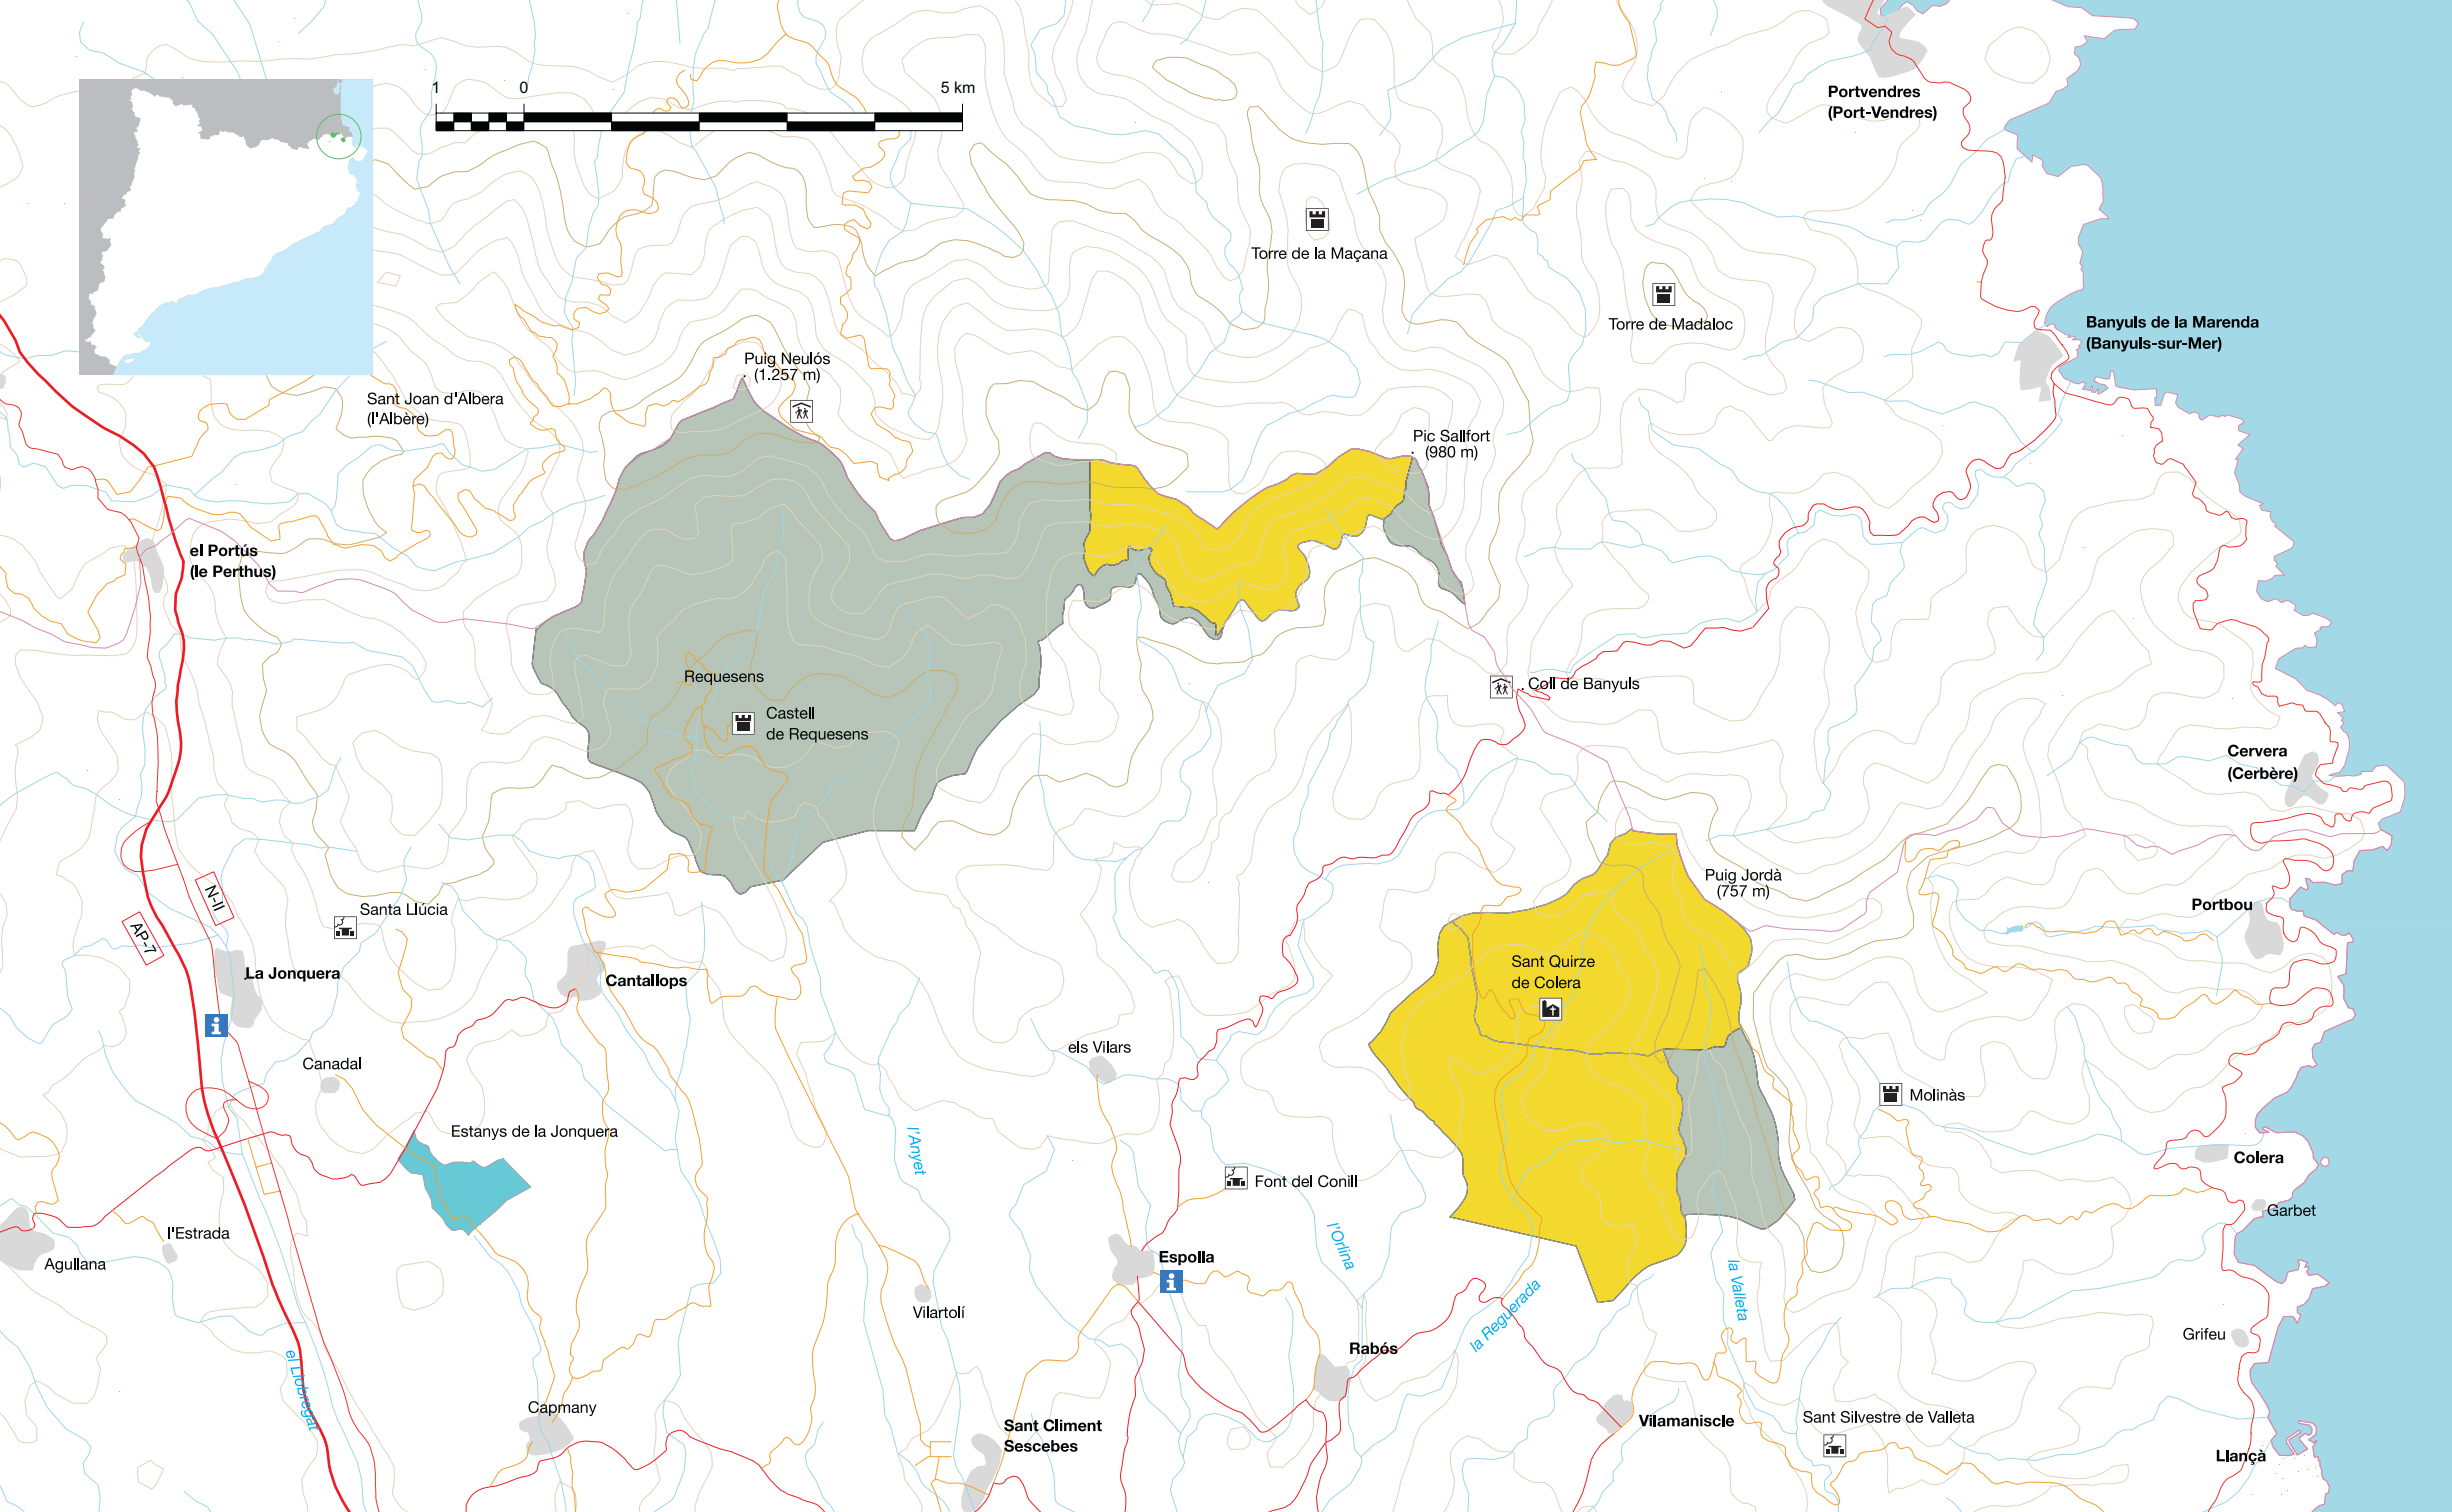 1 0 5 km
Portvendres
(Port-Vendres)
Torre de la Maçana
Torre de Madaloc
Banyuls de la Marenda
(Banyuls-sur-Mer)
Puig Neulós
(1.257 m)
Sant Joan d'Albera
(l'Albère)
Pic Sallfort
(980 m)
el Portús
(le Perthus)
Requesens
Castell
de Requesens
Coll de Banyuls
Cervera
(Cerbère)
Puig Jordà
(757 m)
N-II
AP-7
Santa Llúcia
Portbou
La Jonquera
Cantallops
Sant Quirze
de Colera
els Vilars
Canadal
Molinàs
Estanys de la Jonquera
l'Anyet
Colera
Font del Conill
Garbet
l'Estrada
l'Orlina
Agullana
Espolla
la Valleta
Vilartolí
la Reguerada
Grifeu
Rabós
el Llobregat
Capmany
Sant Climent
Sescebes
Vilamaniscle
Sant Silvestre de Valleta
Llançà